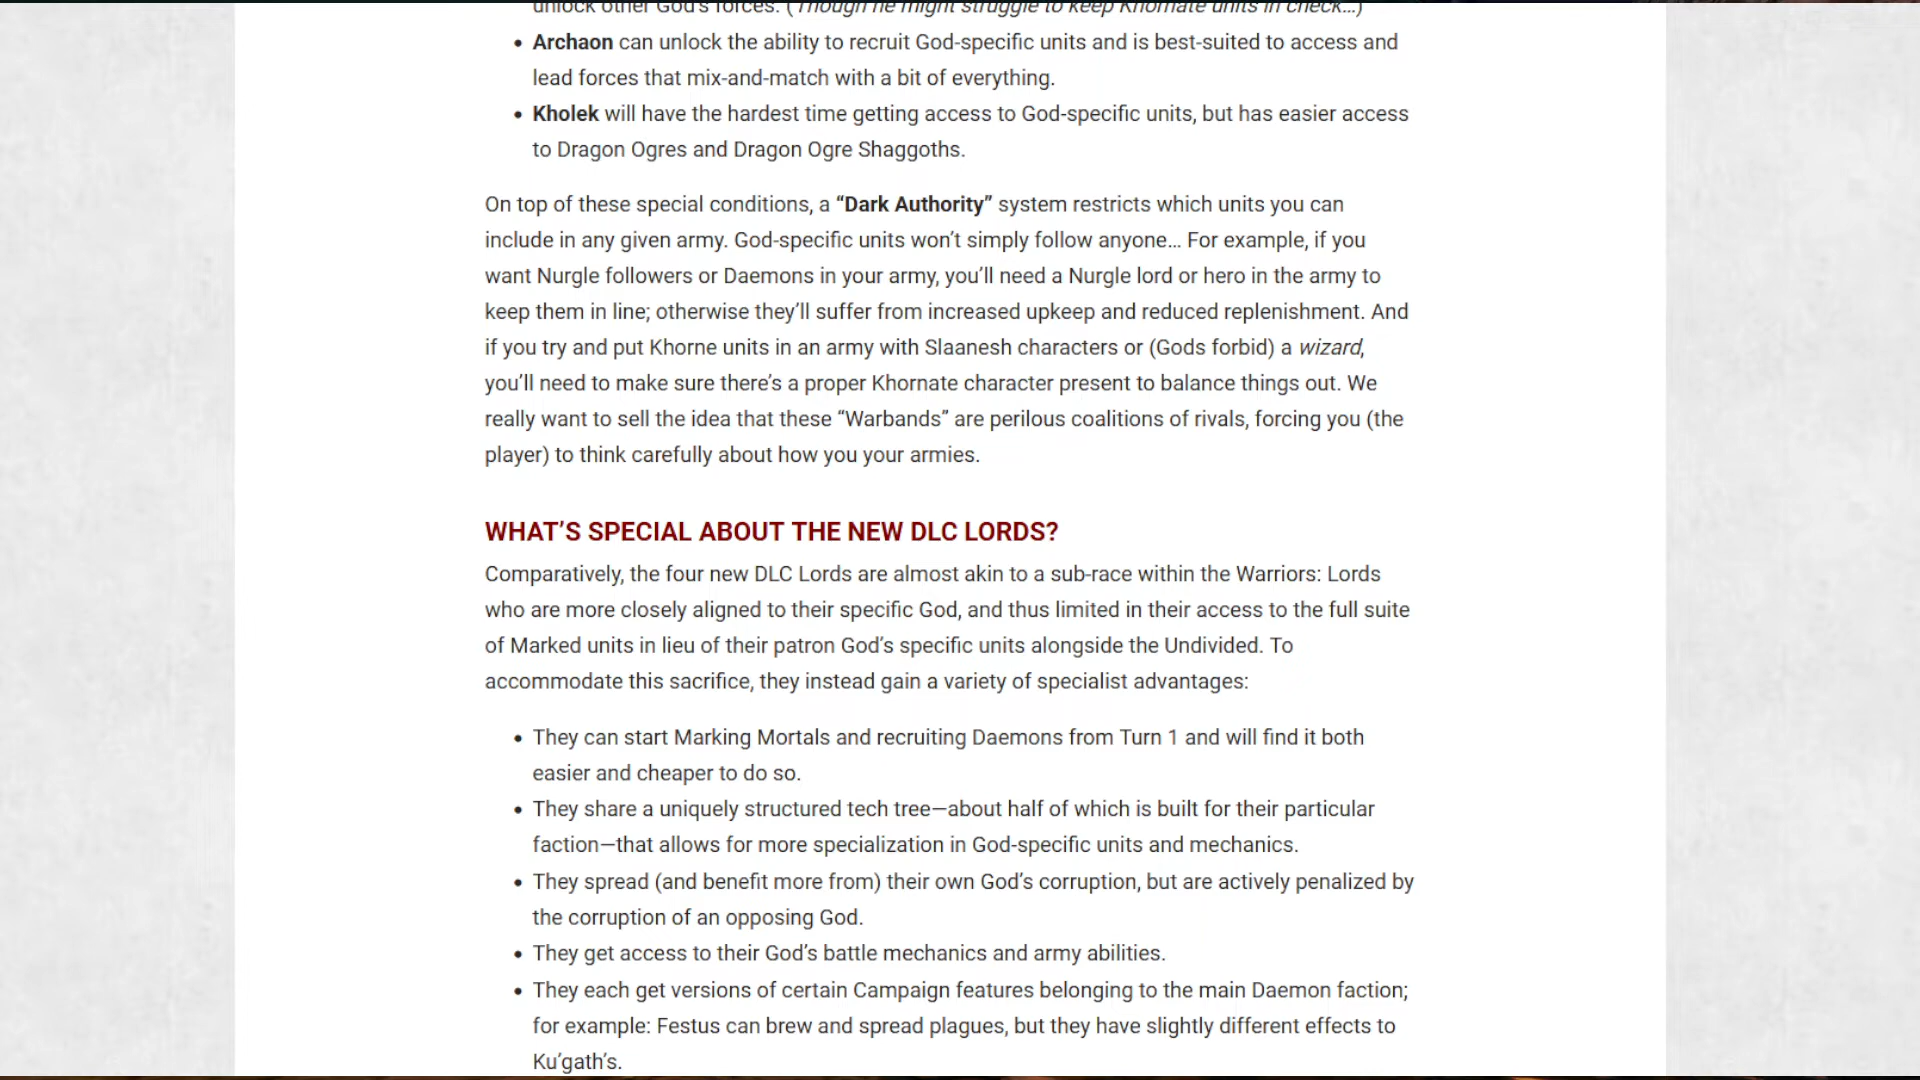 unlock other God's forces. (Though he might struggle to keep Khornate units in check…)
• Archaon can unlock the ability to recruit God-specific units and is best-suited to access and
lead forces that mix-and-match with a bit of everything.
• Kholek will have the hardest time getting access to God-specific units, but has easier access
to Dragon Ogres and Dragon Ogre Shaggoths.
On top of these special conditions, a “Dark Authority” system restricts which units you can
include in any given army. God-specific units won’t simply follow anyone… For example, if you
want Nurgle followers or Daemons in your army, you’ll need a Nurgle lord or hero in the army to
keep them in line; otherwise they’ll suffer from increased upkeep and reduced replenishment. And
if you try and put Khorne units in an army with Slaanesh characters or (Gods forbid) a wizard,
you’ll need to make sure there’s a proper Khornate character present to balance things out. We
really want to sell the idea that these “Warbands” are perilous coalitions of rivals, forcing you (the
player) to think carefully about how you your armies.
WHAT’S SPECIAL ABOUT THE NEW DLC LORDS?
Comparatively, the four new DLC Lords are almost akin to a sub-race within the Warriors: Lords
who are more closely aligned to their specific God, and thus limited in their access to the full suite
of Marked units in lieu of their patron God’s specific units alongside the Undivided. To
accommodate this sacrifice, they instead gain a variety of specialist advantages:
• They can start Marking Mortals and recruiting Daemons from Turn 1 and will find it both
easier and cheaper to do so.
• They share a uniquely structured tech tree—about half of which is built for their particular
faction—that allows for more specialization in God-specific units and mechanics.
• They spread (and benefit more from) their own God’s corruption, but are actively penalized by
the corruption of an opposing God.
• They get access to their God’s battle mechanics and army abilities.
• They each get versions of certain Campaign features belonging to the main Daemon faction;
for example: Festus can brew and spread plagues, but they have slightly different effects to
Ku’gath’s.